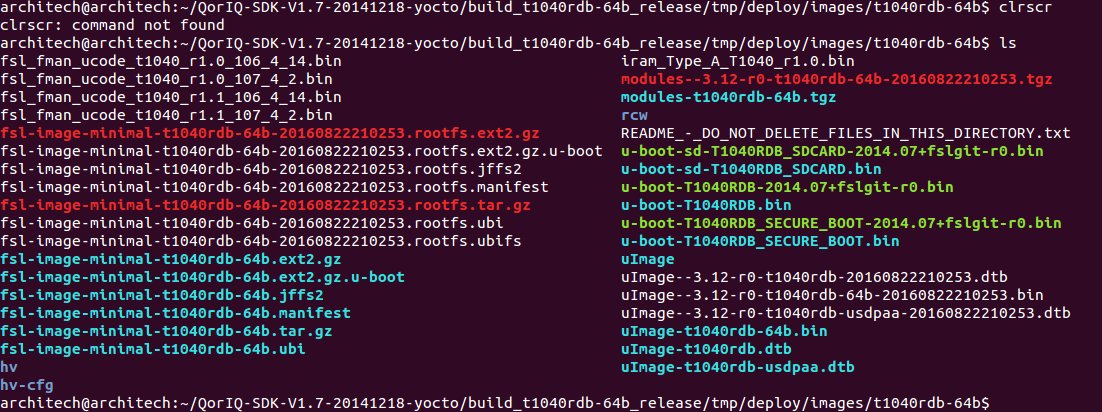 architech@architech:~/QorIQ-SDK-V1.7-20141218-yocto/build_t1040rdb-64b_release/tmp/deploy/images/t1040rdb-64b$ clrscr
clrscr: command not found
architech@architech:~/QorIQ-SDK-V1.7-20141218-yocto/build_t1040rdb-64b_release/tmp/deploy/images/t1040rdb-64b$ ls
fsl_fman_ucode_t1040_r1.0_106_4_14.bin iram_Type_A_T1040_r1.0.bin
fsl_fman_ucode_t1040_r1.0_107_4_2.bin modules--3.12-r0-t1040rdb-64b-20160822210253.tgz
fsl_fman_ucode_t1040_r1.1_106_4_14.bin modules-t1040rdb-64b.tgz
fsl_fman_ucode_t1040_r1.1_107_4_2.bin rcw
fsl-image-minimal-t1040rdb-64b-20160822210253.rootfs.ext2.gz README_-_DO_NOT_DELETE_FILES_IN_THIS_DIRECTORY.txt
fsl-image-minimal-t1040rdb-64b-20160822210253.rootfs.ext2.gz.u-boot u-boot-sd-T1040RDB_SDCARD-2014.07+fslgit-r0.bin
fsl-image-minimal-t1040rdb-64b-20160822210253.rootfs.jffs2 u-boot-sd-T1040RDB_SDCARD.bin
fsl-image-minimal-t1040rdb-64b-20160822210253.rootfs.manifest u-boot-T1040RDB-2014.07+fslgit-r0.bin
fsl-image-minimal-t1040rdb-64b-20160822210253.rootfs.tar.gz u-boot-T1040RDB.bin
fsl-image-minimal-t1040rdb-64b-20160822210253.rootfs.ubi u-boot-T1040RDB_SECURE_BOOT-2014.07+fslgit-r0.bin
fsl-image-minimal-t1040rdb-64b-20160822210253.rootfs.ubifs u-boot-T1040RDB_SECURE_BOOT.bin
fsl-image-minimal-t1040rdb-64b.ext2.gz uImage
fsl-image-minimal-t1040rdb-64b.ext2.gz.u-boot uImage--3.12-r0-t1040rdb-20160822210253.dtb
fsl-image-minimal-t1040rdb-64b.jffs2 uImage--3.12-r0-t1040rdb-64b-20160822210253.bin
fsl-image-minimal-t1040rdb-64b.manifest uImage--3.12-r0-t1040rdb-usdpaa-20160822210253.dtb
fsl-image-minimal-t1040rdb-64b.tar.gz uImage-t1040rdb-64b.bin
fsl-image-minimal-t1040rdb-64b.ubi uImage-t1040rdb.dtb
hv uImage-t1040rdb-usdpaa.dtb
hv-cfg
architech@architech:~/QorIQ-SDK-V1.7-20141218-yocto/build_t1040rdb-64b_release/tmp/deploy/images/t1040rdb-64b$